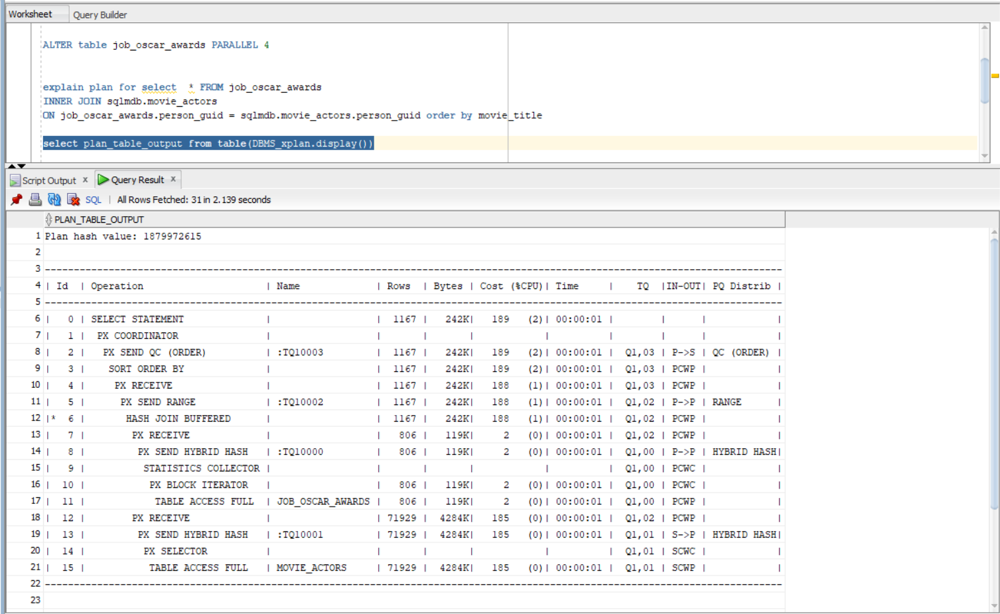 Worksheet Query Builder
ALTER table job_oscar_awards PARALLEL 4
explain plan for select * FROM job_oscar_awards
INNER JOIN sqlmdb.movie_actors
ON job_oscar_awards.person_guid = sqlmdb.movie_actors.person_guid order by movie_title
select plan_table_output from table(DBMS_xplan.display())
Script Output x Query Result x
SQL | All Rows Fetched: 31 in 2.139 seconds
PLAN_TABLE_OUTPUT
1 Plan hash value: 1879972615
2
3 --------------------------------------------------------------------------------------------------------------------------------
4 | Id | Operation | Name | Rows | Bytes | Cost (%CPU)| Time | TQ |IN-OUT| PQ Distrib |
5 --------------------------------------------------------------------------------------------------------------------------------
6 | 0 | SELECT STATEMENT | | 1167 | 242K| 189 (2)| 00:00:01 | | | |
7 | 1 | PX COORDINATOR | | | | | | | | |
8 | 2 | PX SEND QC (ORDER) | :TQ10003 | 1167 | 242K| 189 (2)| 00:00:01 | Q1,03 | P->S | QC (ORDER) |
9 | 3 | SORT ORDER BY | | 1167 | 242K| 189 (2)| 00:00:01 | Q1,03 | PCWP | |
10 | 4 | PX RECEIVE | | 1167 | 242K| 188 (1)| 00:00:01 | Q1,03 | PCWP | |
11 | 5 | PX SEND RANGE | :TQ10002 | 1167 | 242K| 188 (1)| 00:00:01 | Q1,02 | P->P | RANGE |
12 |* 6 | HASH JOIN BUFFERED | | 1167 | 242K| 188 (1)| 00:00:01 | Q1,02 | PCWP | |
13 | 7 | PX RECEIVE | | 806 | 119K| 2 (0)| 00:00:01 | Q1,02 | PCWP | |
14 | 8 | PX SEND HYBRID HASH | :TQ10000 | 806 | 119K| 2 (0)| 00:00:01 | Q1,00 | P->P | HYBRID HASH|
15 | 9 | STATISTICS COLLECTOR | | | | | | Q1,00 | PCWC | |
16 | 10 | PX BLOCK ITERATOR | | 806 | 119K| 2 (0)| 00:00:01 | Q1,00 | PCWC | |
17 | 11 | TABLE ACCESS FULL | JOB_OSCAR_AWARDS | 806 | 119K| 2 (0)| 00:00:01 | Q1,00 | PCWP | |
18 | 12 | PX RECEIVE | | 71929 | 4284K| 185 (0)| 00:00:01 | Q1,02 | PCWP | |
19 | 13 | PX SEND HYBRID HASH | :TQ10001 | 71929 | 4284K| 185 (0)| 00:00:01 | Q1,01 | S->P | HYBRID HASH|
20 | 14 | PX SELECTOR | | | | | | Q1,01 | SCWC | |
21 | 15 | TABLE ACCESS FULL | MOVIE_ACTORS | 71929 | 4284K| 185 (0)| 00:00:01 | Q1,01 | SCWP | |
22 --------------------------------------------------------------------------------------------------------------------------------
23